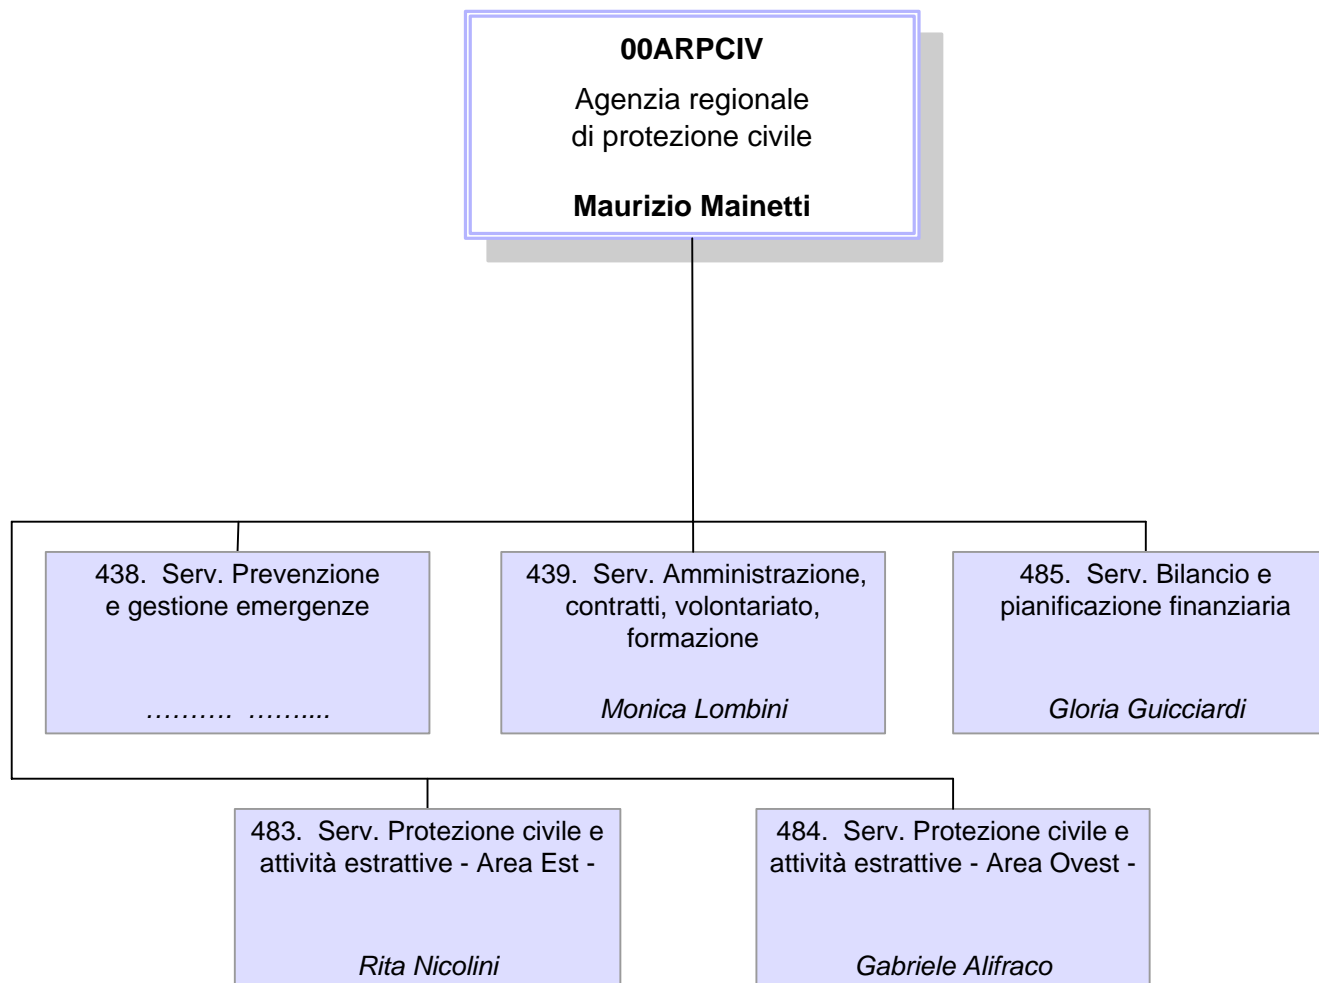 00ARPCIV
Agenzia regionale
di protezione civile
Maurizio Mainetti
438. Serv. Prevenzione
e gestione emergenze
………. ……....
439. Serv. Amministrazione,
contratti, volontariato,
formazione
Monica Lombini
485. Serv. Bilancio e
pianificazione finanziaria
Gloria Guicciardi
483. Serv. Protezione civile e
attività estrattive - Area Est -
Rita Nicolini
484. Serv. Protezione civile e
attività estrattive - Area Ovest -
Gabriele Alifraco